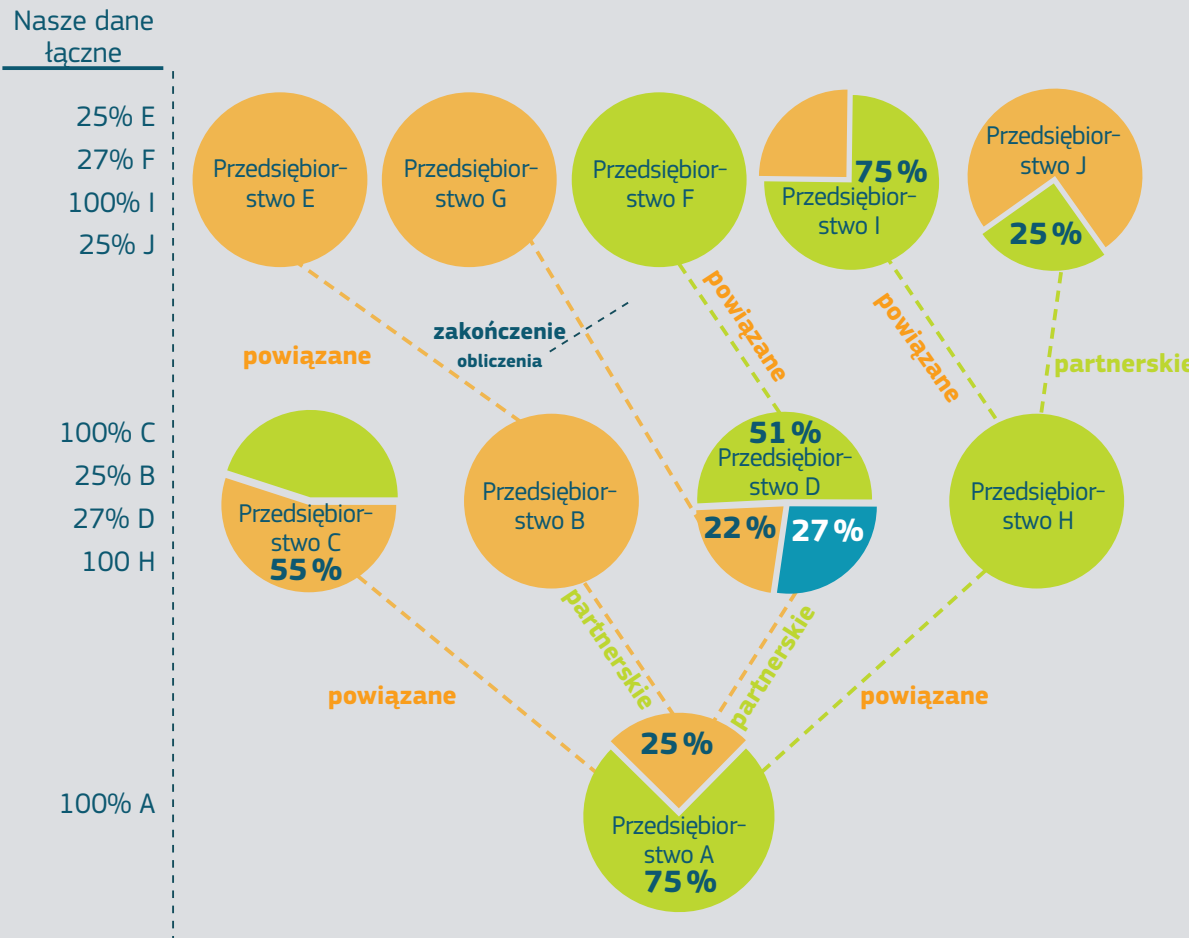 Nasze dane
łączne
25% E
27% F
100% I
25% J
Przedsiębior-
stwo E
Przedsiębior-
stwo G
Przedsiębior-
stwo F
75 %
Przedsiębior-
stwo I
Przedsiębior-
stwo J
25 %
powiązane
zakończenie
obliczenia
powiązane
powiązane
partnerskie
100% C
25% B
27% D
100 H
Przedsiębior-
stwo C
55 %
Przedsiębior-
stwo B
51 %
Przedsiębior-
stwo D
22 %
27 %
Przedsiębior-
stwo H
powiązane
partnerskie
partnerskie
powiązane
100% A
25 %
Przedsiębior-
stwo A
75 %